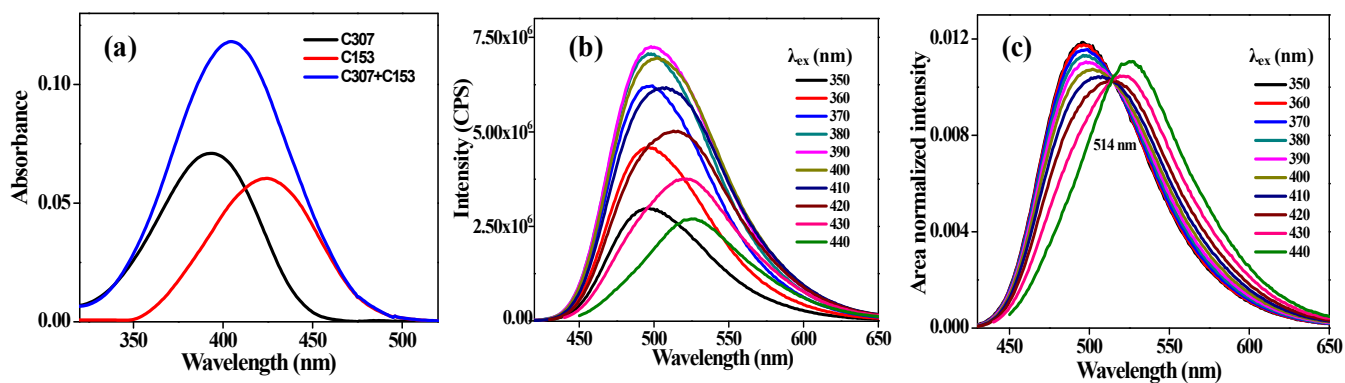 (a)
C307
C153
C307+C153
0.10
0.05
0.00
Absorbance
350 400 450 500
Wavelength (nm)
(b)
λex (nm)
350
360
370
380
390
400
410
420
430
440
7.50x10⁶
5.00x10⁶
2.50x10⁶
0.00
Intensity (CPS)
450 500 550 600 650
Wavelength (nm)
(c)
λex (nm)
350
360
370
380
390
400
410
420
430
440
514 nm
0.012
0.008
0.004
0.000
Area normalized intensity
450 500 550 600 650
Wavelength (nm)